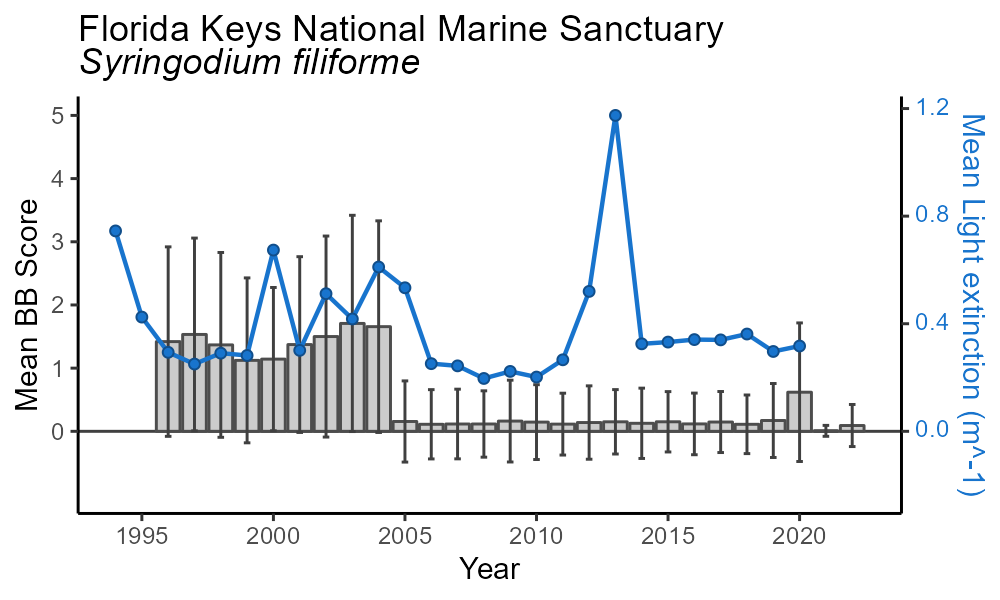 Florida Keys National Marine Sanctuary
Syringodium filiforme
Mean BB Score
5
4
3
2
1
0
1.2
0.8
0.4
0.0
Mean Light extinction (m^-1)
1995 2000 2005 2010 2015 2020
Year